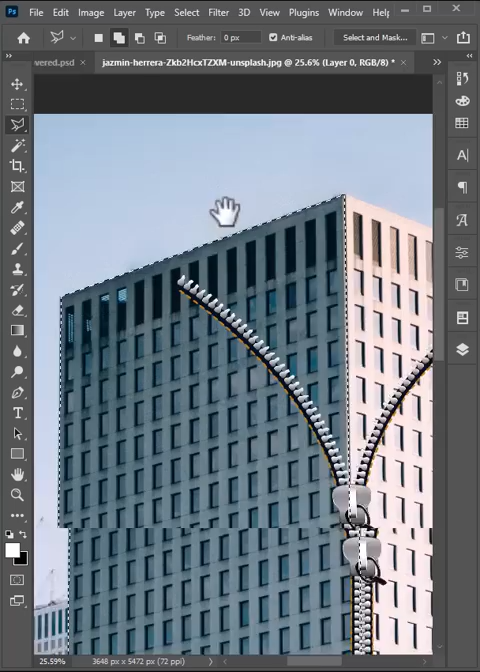 Ps File Edit Image Layer Type Select Filter 3D View Plugins Window Help
Feather: 0 px Anti-alias Select and Mask...
vered.psd × jazmin-herrera-Zkb2HcxTZXM-unsplash.jpg @ 25.6% (Layer 0, RGB/8) * ×
25.59% 3648 px x 5472 px (72 ppi)